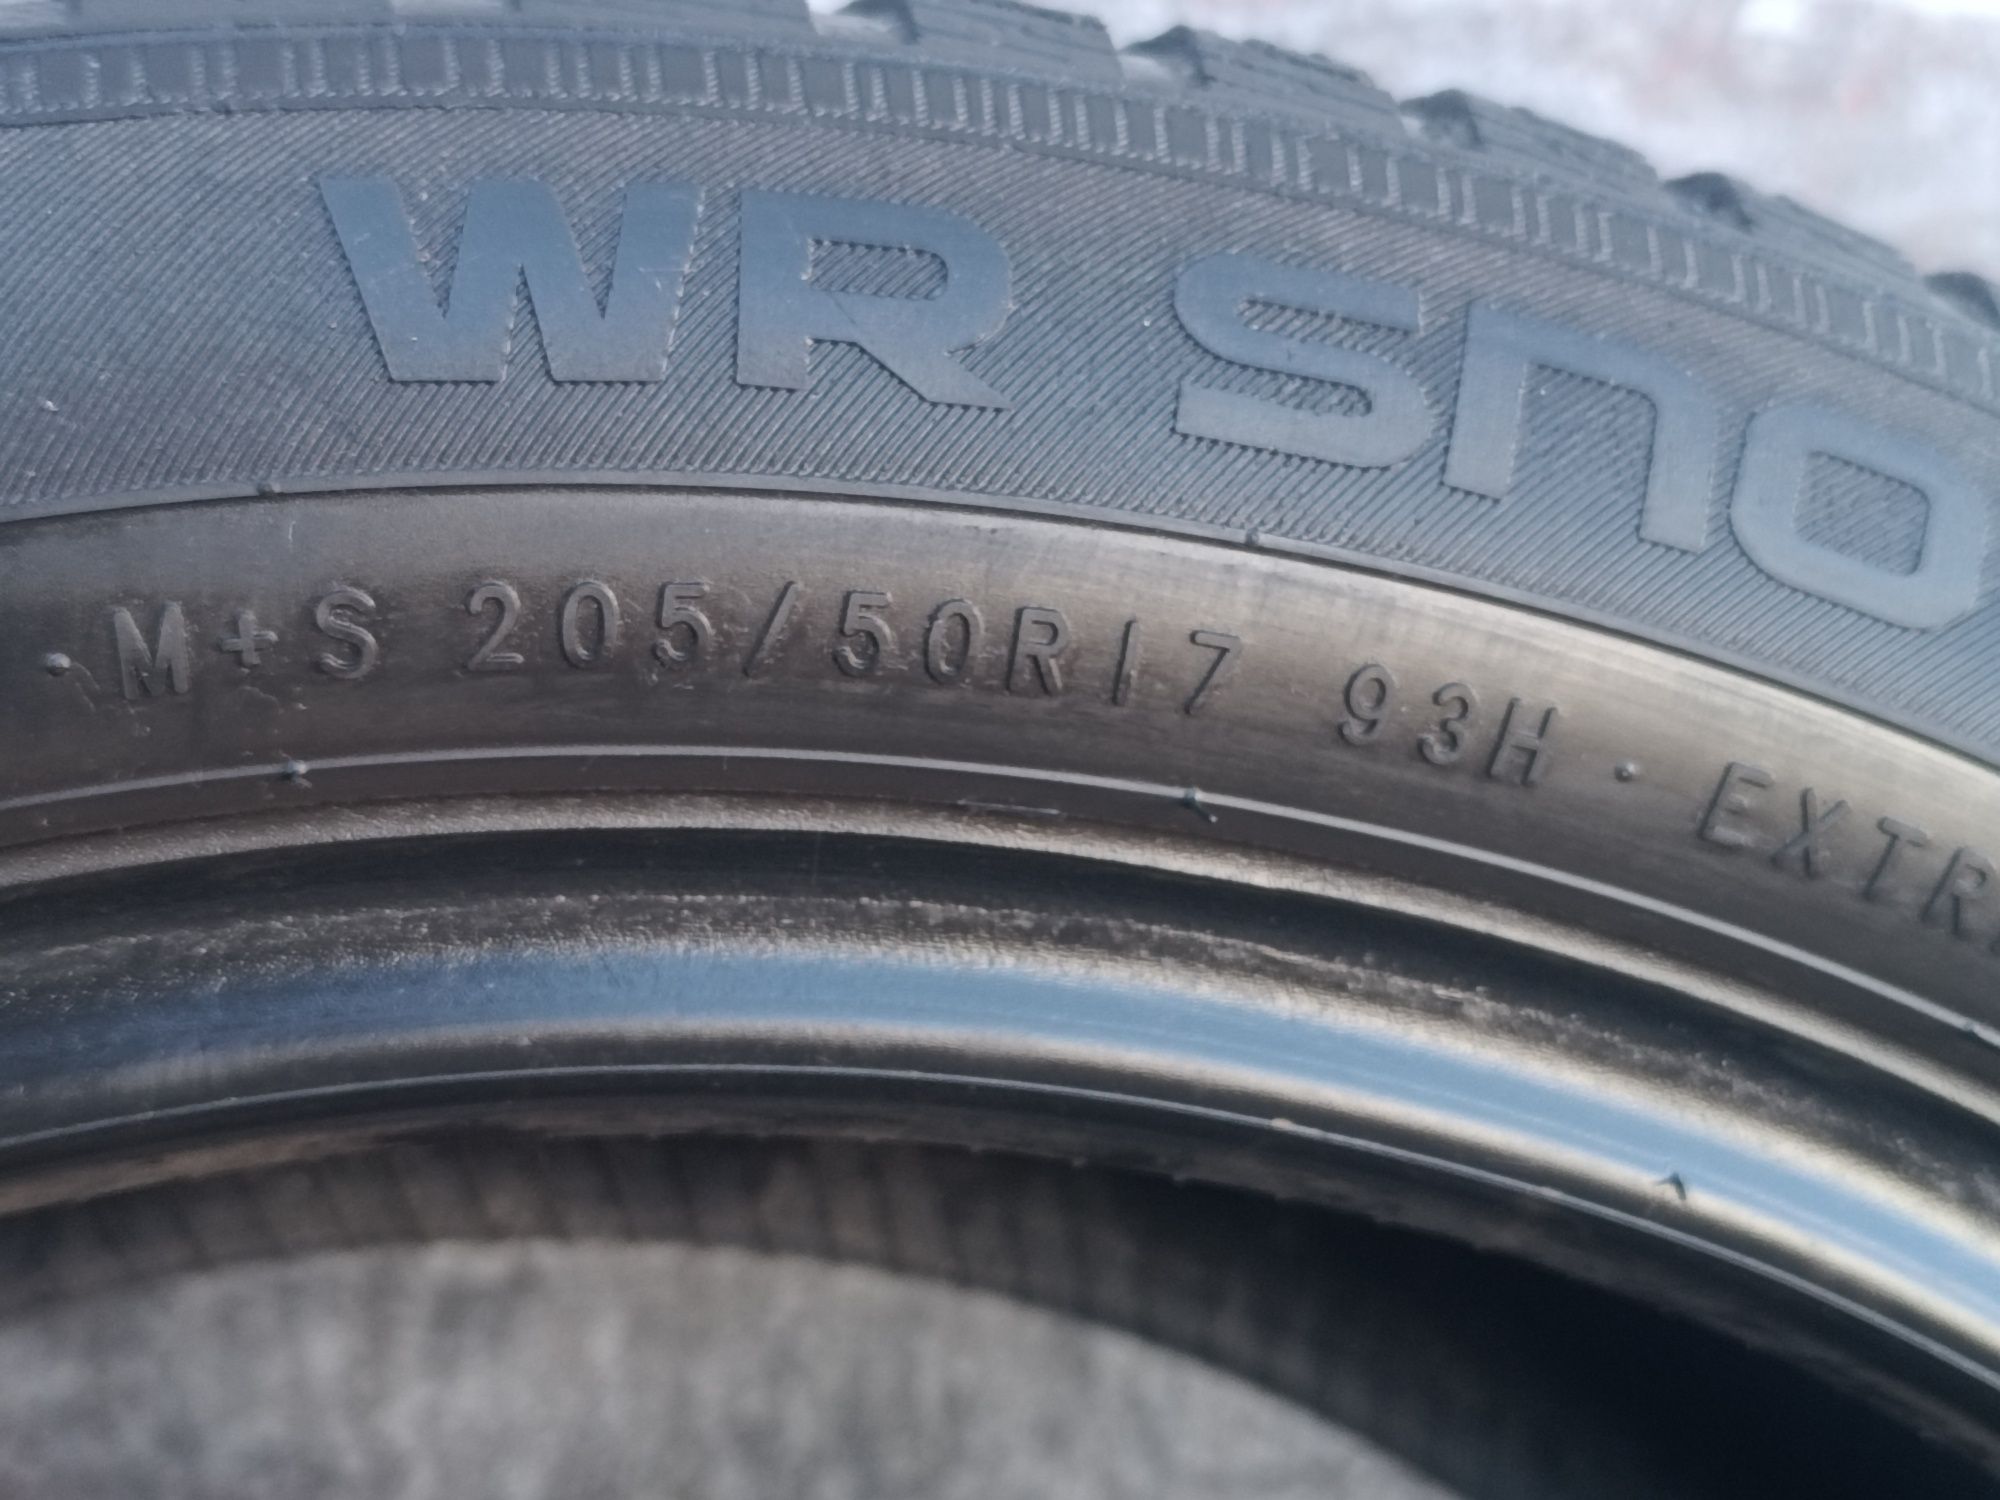 WR SNO
·M+S 205/50R17 93H · EXTR